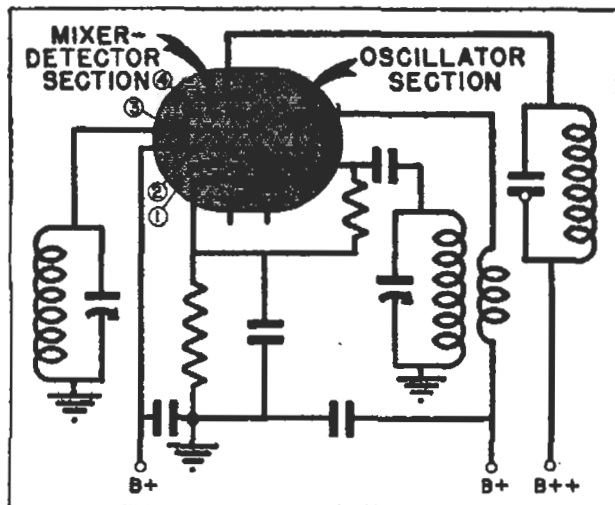 MIXER-
DETECTOR
SECTION
OSCILLATOR
SECTION
④
③
②
①
B+
B+
B++